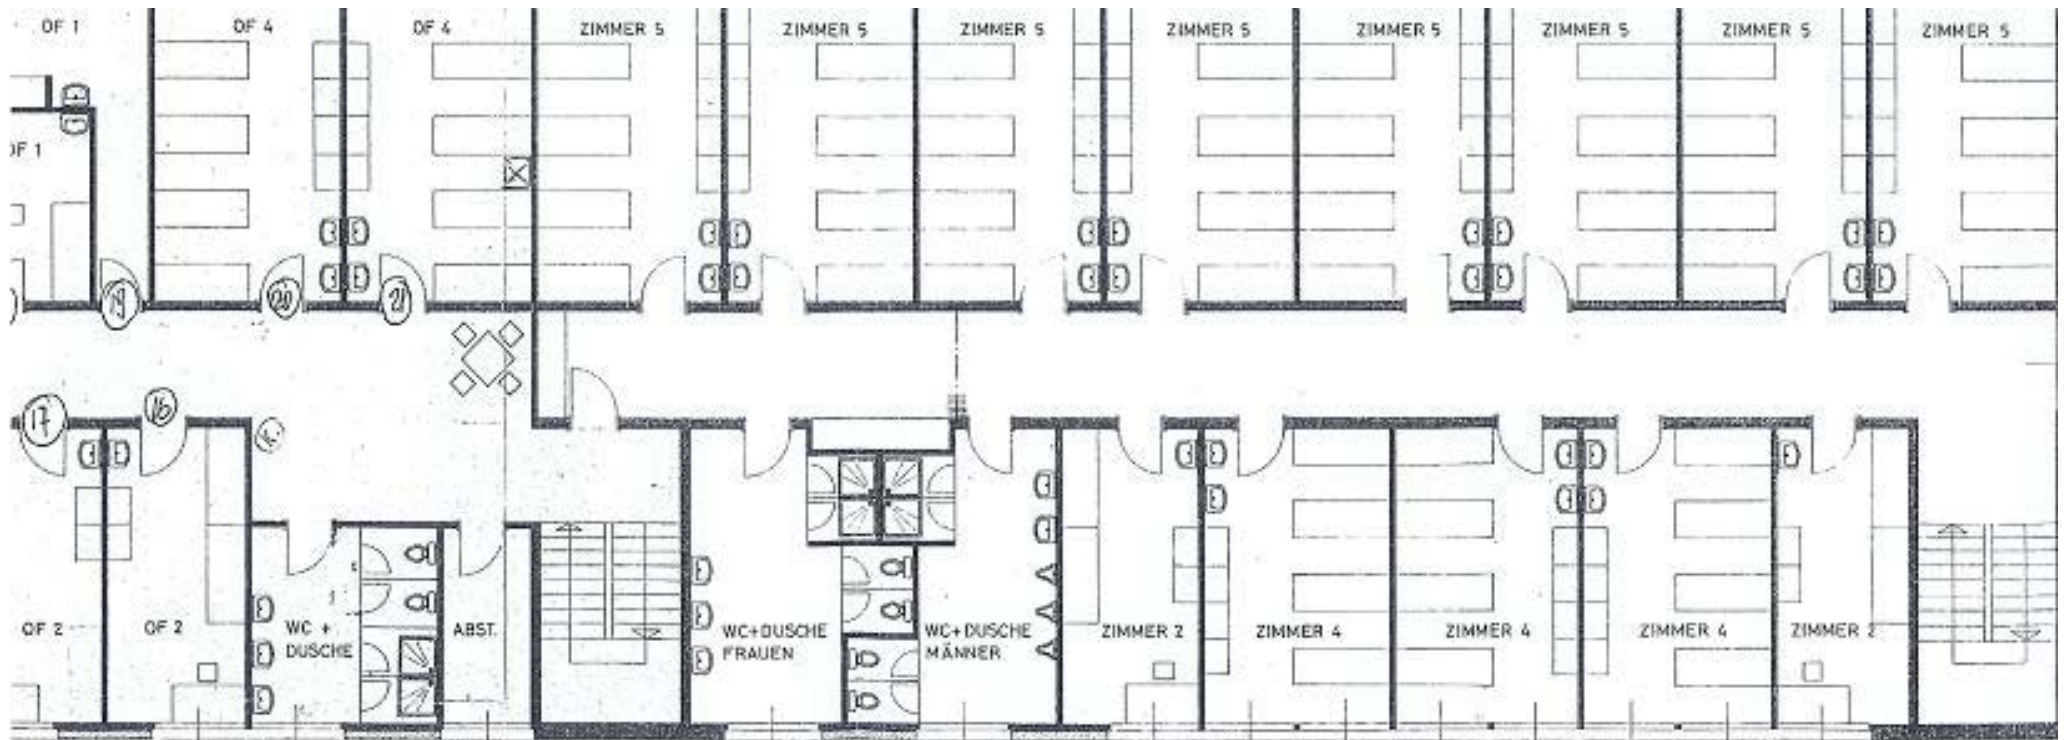 OF 1
OF 4
OF 4
ZIMMER 5
ZIMMER 5
ZIMMER 5
ZIMMER 5
ZIMMER 5
ZIMMER 5
ZIMMER 5
ZIMMER 5
OF 1
19
20
21
17
16
OF 2
OF 2
WC +
DUSCHE
ABST.
WC+DUSCHE
FRAUEN
WC+DUSCHE
MÄNNER
ZIMMER 2
ZIMMER 4
ZIMMER 4
ZIMMER 4
ZIMMER 2